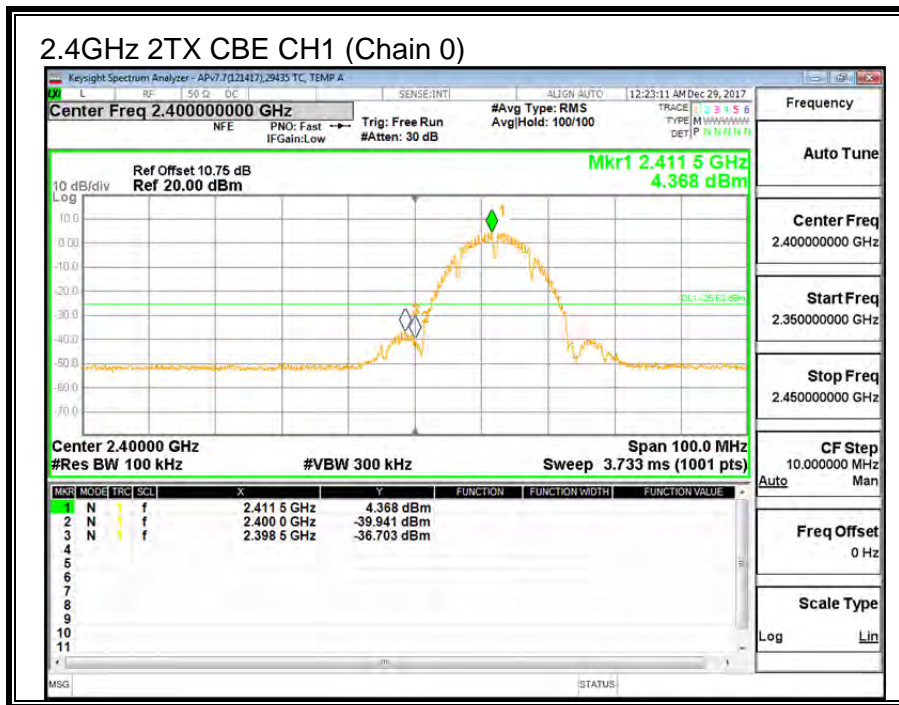 2.4GHz 2TX CBE CH1 (Chain 0)
Keysight Spectrum Analyzer - APv7.7(121417),29435 TC, TEMP A
LXI L RF 50 Ω DC SENSE:INT ALIGN AUTO 12:23:11 AM Dec 29, 2017
Center Freq 2.400000000 GHz #Avg Type: RMS TRACE 1 2 3 4 5 6 Frequency
NFE PNO: Fast Trig: Free Run Avg|Hold: 100/100 TYPE M WWWWW
IFGain:Low #Atten: 30 dB DET P N N N N N
Auto Tune
Ref Offset 10.75 dB Mkr1 2.411 5 GHz
10 dB/div Ref 20.00 dBm 4.368 dBm
Log
10.0
0.00
-10.0
-20.0
-30.0
-40.0
-50.0
-60.0
-70.0
1
DL1 -25.63 dBm
3
2
Center Freq
2.400000000 GHz
Start Freq
2.350000000 GHz
Stop Freq
2.450000000 GHz
Center 2.40000 GHz Span 100.0 MHz
#Res BW 100 kHz #VBW 300 kHz Sweep 3.733 ms (1001 pts)
CF Step
10.000000 MHz
Auto Man
MKR MODE TRC SCL X Y FUNCTION FUNCTION WIDTH FUNCTION VALUE
1 N 1 f 2.411 5 GHz 4.368 dBm
2 N 1 f 2.400 0 GHz -39.941 dBm
3 N 1 f 2.398 5 GHz -36.703 dBm
4
5
6
7
8
9
10
11
Freq Offset
0 Hz
Scale Type
Log Lin
MSG STATUS